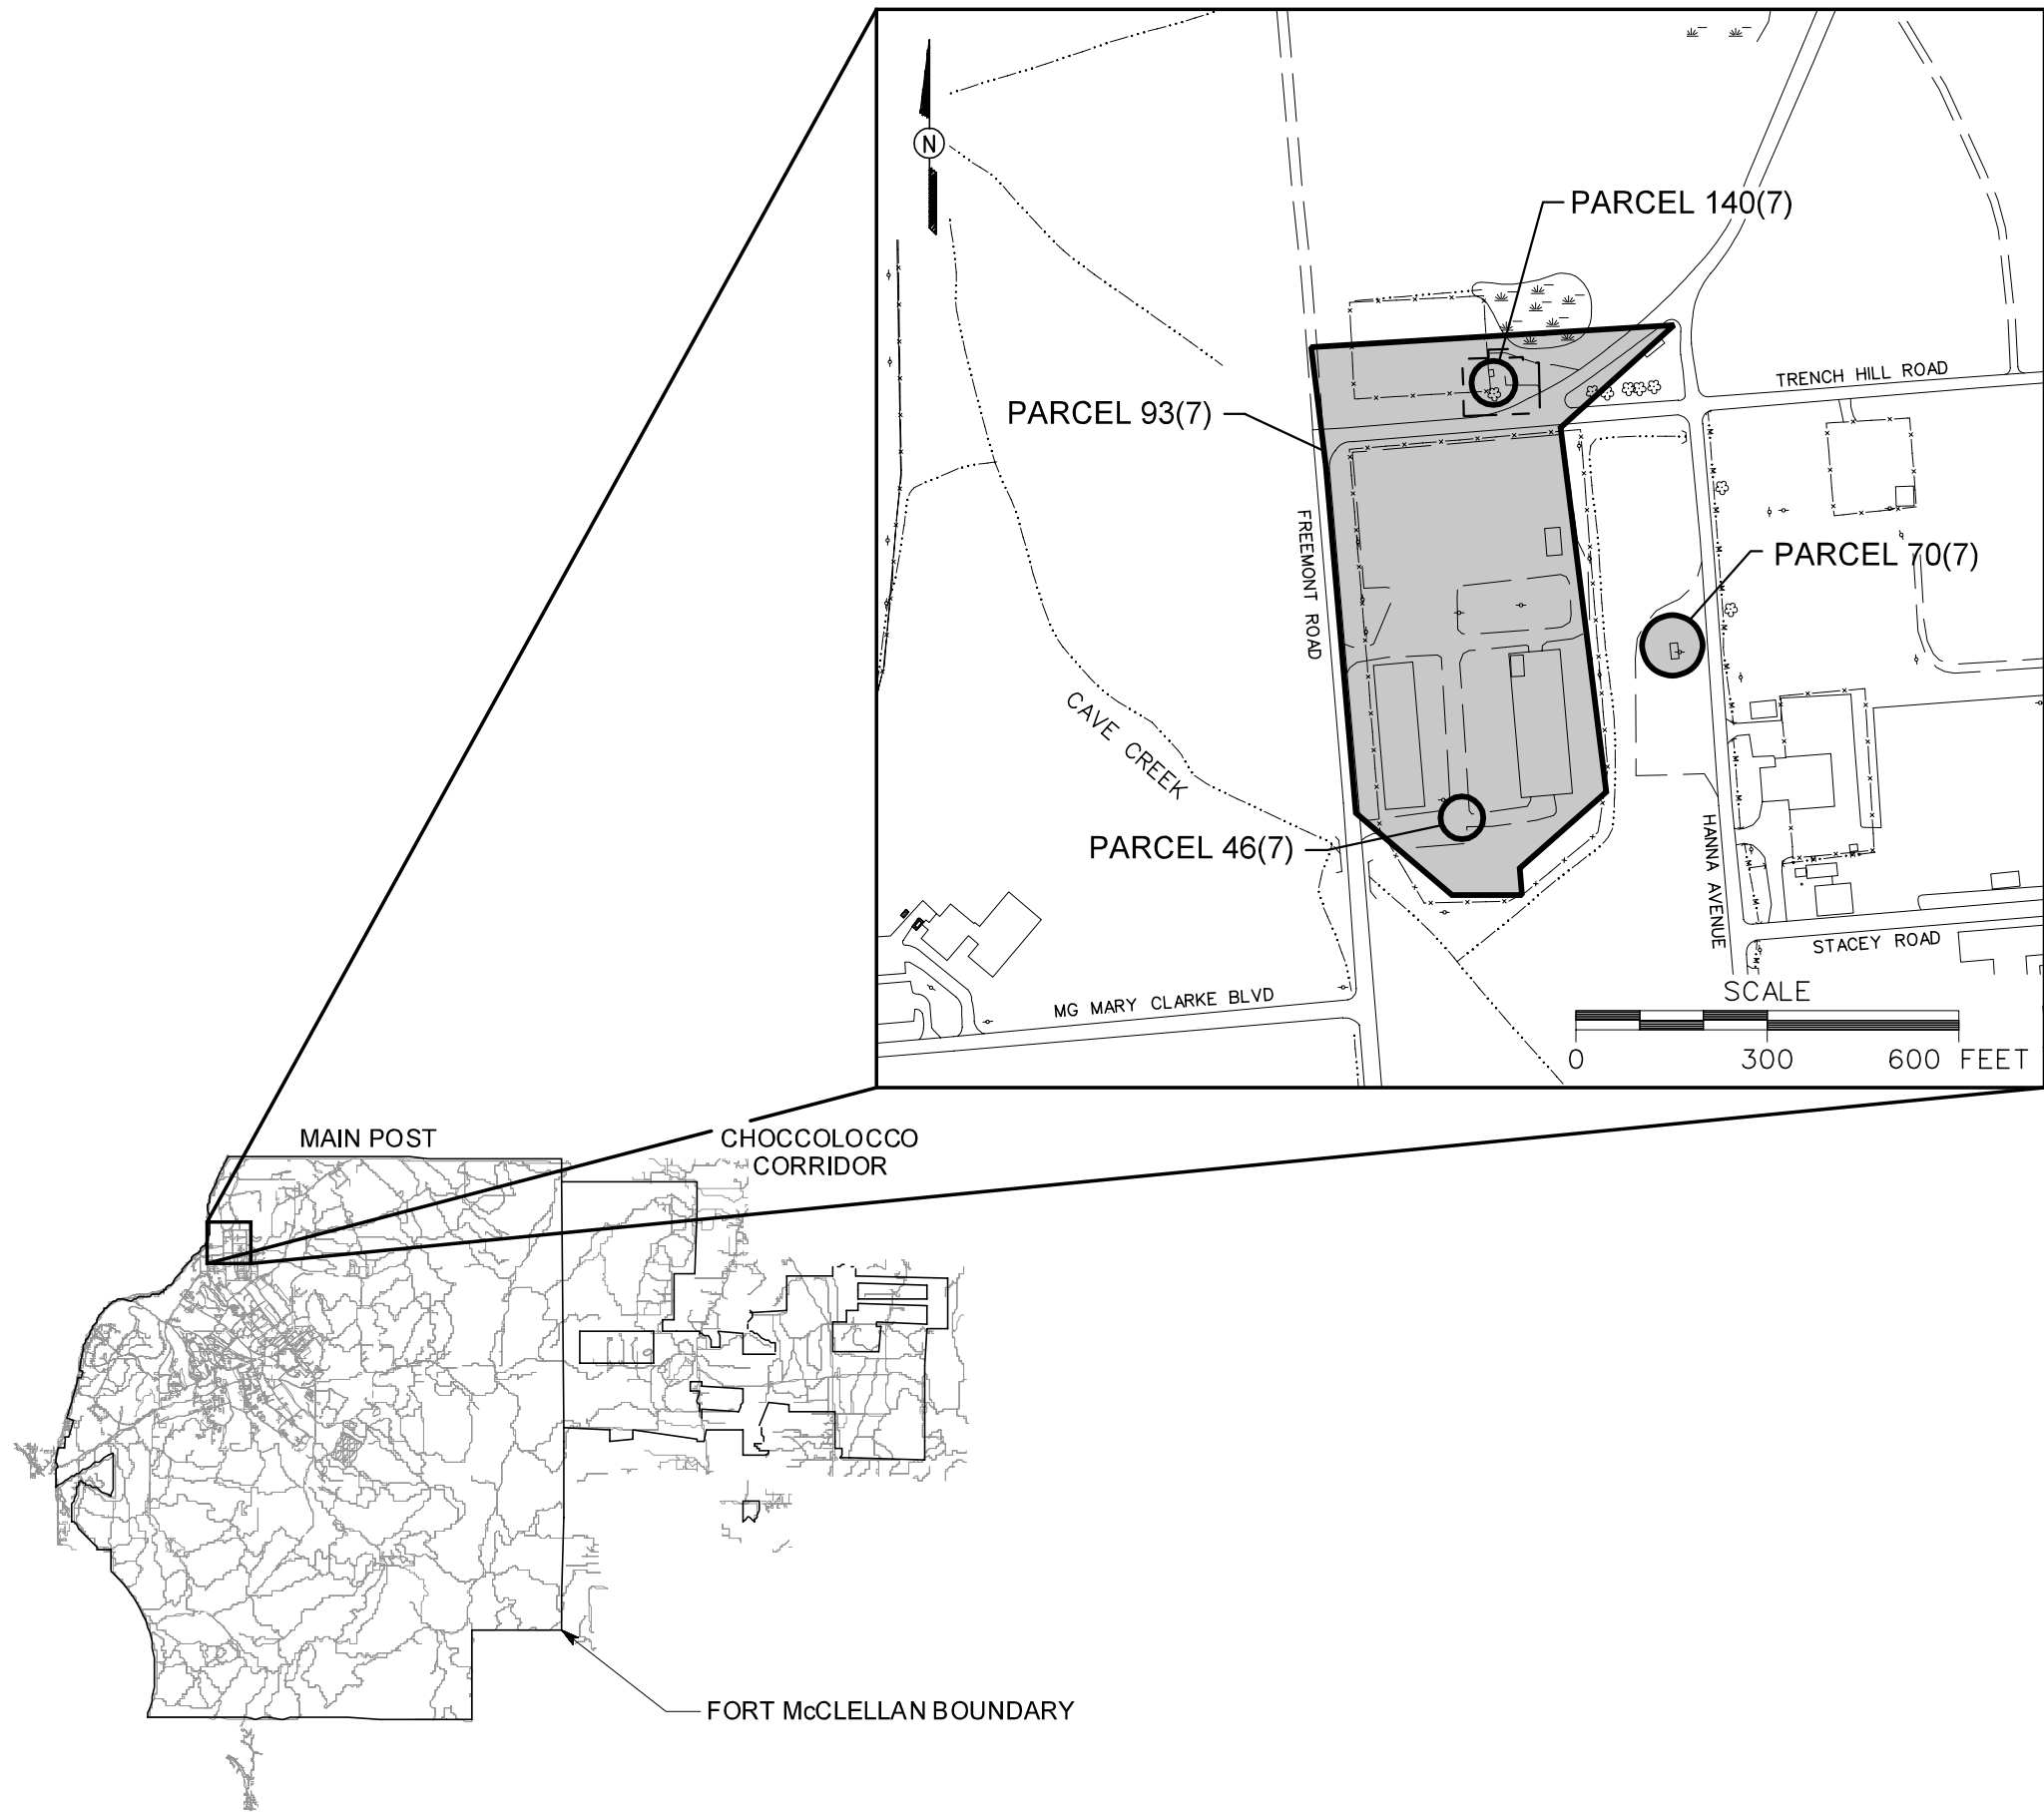 N
PARCEL 140(7)
TRENCH HILL ROAD
PARCEL 93(7)
FREEMONT ROAD
PARCEL 70(7)
CAVE CREEK
PARCEL 46(7)
HANNA AVENUE
STACEY ROAD
MG MARY CLARKE BLVD
SCALE
0 300 600 FEET
MAIN POST
CHOCCOLOCCO
CORRIDOR
FORT McCLELLAN BOUNDARY